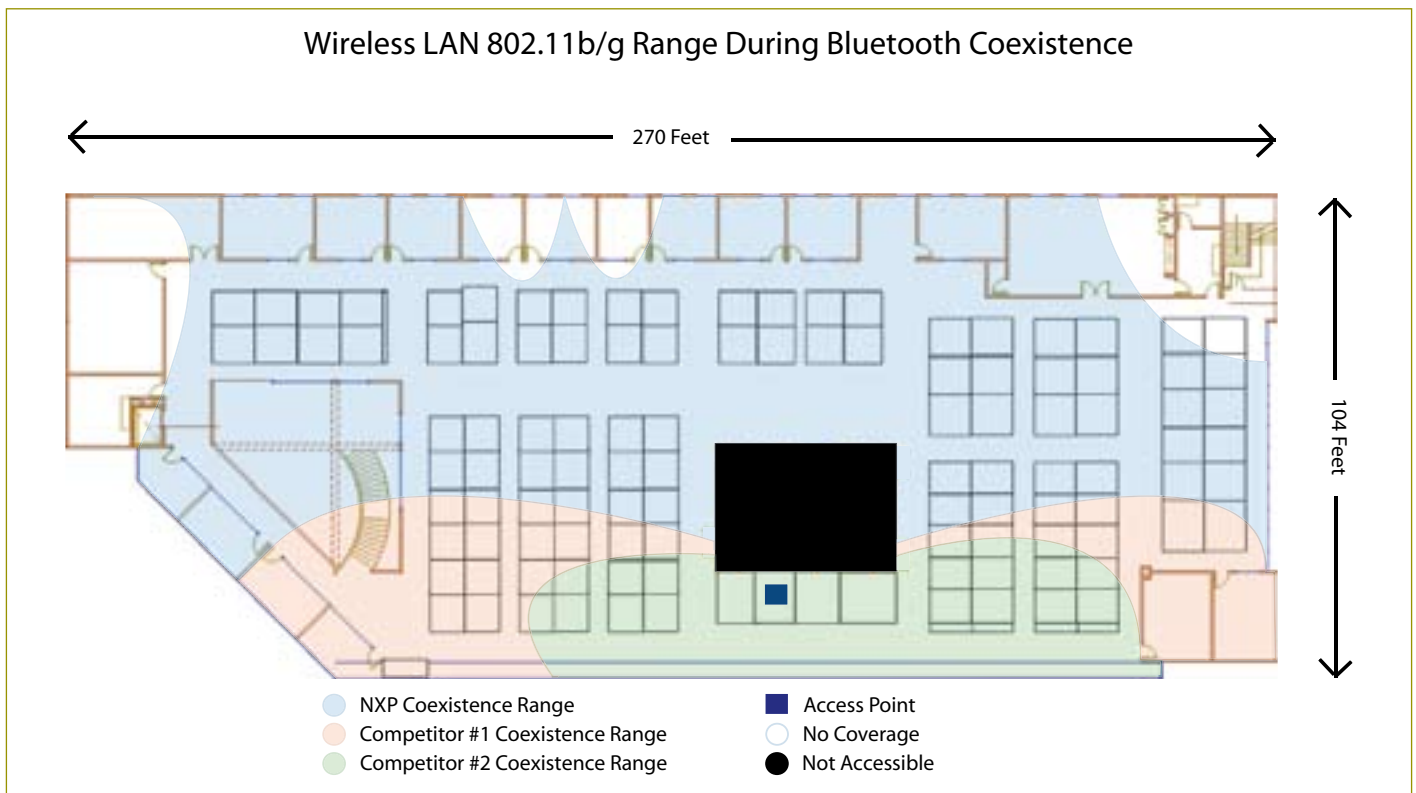 Wireless LAN 802.11b/g Range During Bluetooth Coexistence
270 Feet
104 Feet
NXP Coexistence Range
Competitor #1 Coexistence Range
Competitor #2 Coexistence Range
Access Point
No Coverage
Not Accessible